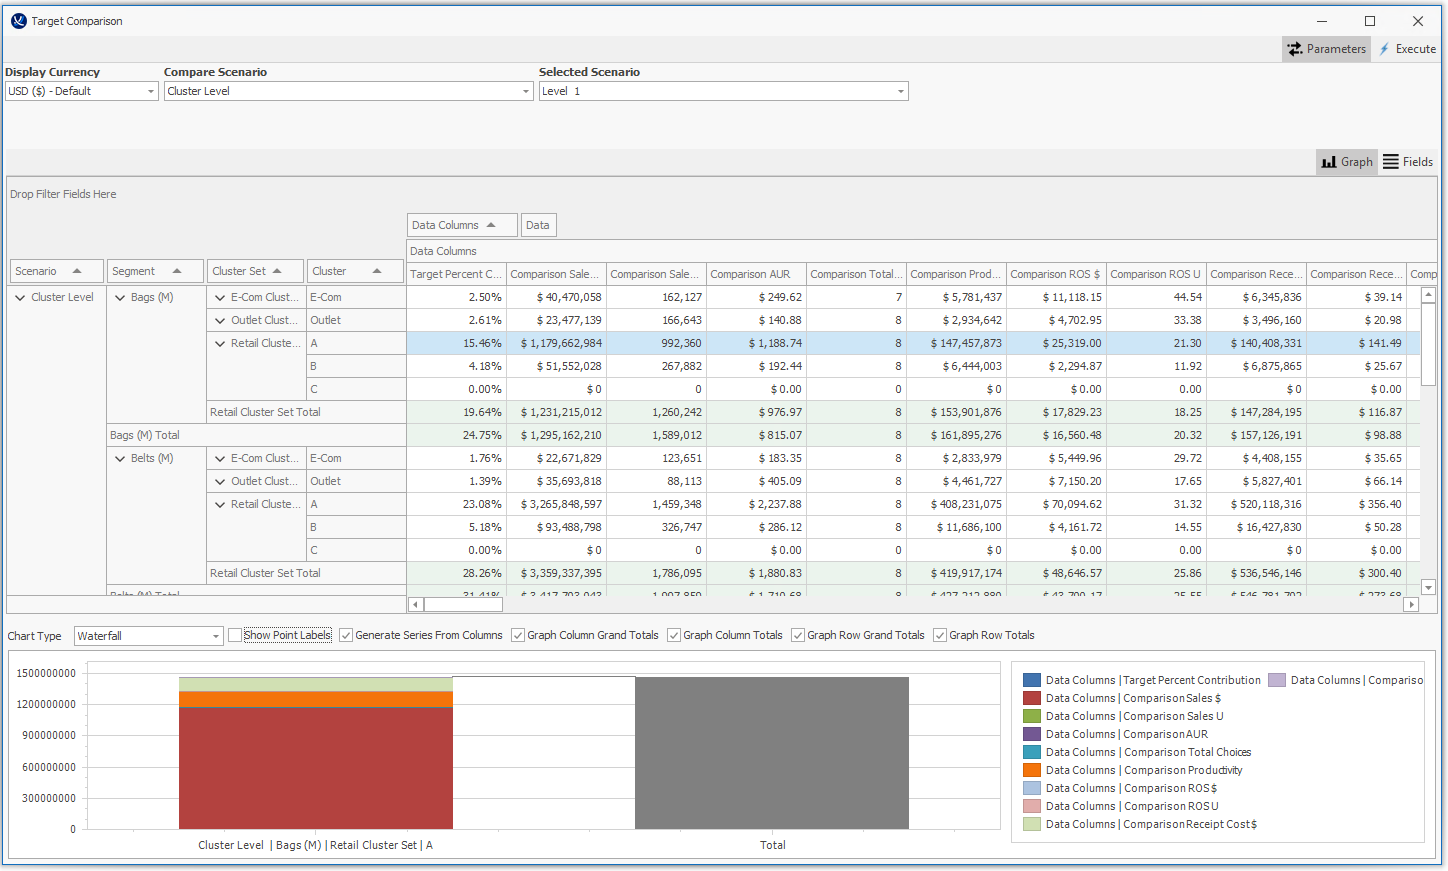 Target Comparison
Parameters Execute
Display Currency Compare Scenario Selected Scenario
USD ($) - Default Cluster Level Level 1
Graph Fields
Drop Filter Fields Here
Data Columns Data
Data Columns
Scenario Segment Cluster Set Cluster Target Percent C... Comparison Sale... Comparison Sale... Comparison AUR Comparison Total... Comparison Prod... Comparison ROS $ Comparison ROS U Comparison Rece... Comparison Rece... Comp
Cluster Level Bags (M) E-Com Clust... E-Com 2.50% $ 40,470,058 162,127 $ 249.62 7 $ 5,781,437 $ 11,118.15 44.54 $ 6,345,836 $ 39.14
Outlet Clust... Outlet 2.61% $ 23,477,139 166,643 $ 140.88 8 $ 2,934,642 $ 4,702.95 33.38 $ 3,496,160 $ 20.98
Retail Cluste... A 15.46% $ 1,179,662,984 992,360 $ 1,188.74 8 $ 147,457,873 $ 25,319.00 21.30 $ 140,408,331 $ 141.49
B 4.18% $ 51,552,028 267,882 $ 192.44 8 $ 6,444,003 $ 2,294.87 11.92 $ 6,875,865 $ 25.67
C 0.00% $ 0 0 $ 0.00 0 $ 0 $ 0.00 0.00 $ 0 $ 0.00
Retail Cluster Set Total 19.64% $ 1,231,215,012 1,260,242 $ 976.97 8 $ 153,901,876 $ 17,829.23 18.25 $ 147,284,195 $ 116.87
Bags (M) Total 24.75% $ 1,295,162,210 1,589,012 $ 815.07 8 $ 161,895,276 $ 16,560.48 20.32 $ 157,126,191 $ 98.88
Belts (M) E-Com Clust... E-Com 1.76% $ 22,671,829 123,651 $ 183.35 8 $ 2,833,979 $ 5,449.96 29.72 $ 4,408,155 $ 35.65
Outlet Clust... Outlet 1.39% $ 35,693,818 88,113 $ 405.09 8 $ 4,461,727 $ 7,150.20 17.65 $ 5,827,401 $ 66.14
Retail Cluste... A 23.08% $ 3,265,848,597 1,459,348 $ 2,237.88 8 $ 408,231,075 $ 70,094.62 31.32 $ 520,118,316 $ 356.40
B 5.18% $ 93,488,798 326,747 $ 286.12 8 $ 11,686,100 $ 4,161.72 14.55 $ 16,427,830 $ 50.28
C 0.00% $ 0 0 $ 0.00 0 $ 0 $ 0.00 0.00 $ 0 $ 0.00
Retail Cluster Set Total 28.26% $ 3,359,337,395 1,786,095 $ 1,880.83 8 $ 419,917,174 $ 48,646.57 25.86 $ 536,546,146 $ 300.40
Belts (M) Total
Chart Type Waterfall Show Point Labels Generate Series From Columns Graph Column Grand Totals Graph Column Totals Graph Row Grand Totals Graph Row Totals
1500000000
1200000000
900000000
600000000
300000000
0
Cluster Level | Bags (M) | Retail Cluster Set | A Total
Data Columns | Target Percent Contribution Data Columns | Compariso
Data Columns | Comparison Sales $
Data Columns | Comparison Sales U
Data Columns | Comparison AUR
Data Columns | Comparison Total Choices
Data Columns | Comparison Productivity
Data Columns | Comparison ROS $
Data Columns | Comparison ROS U
Data Columns | Comparison Receipt Cost $